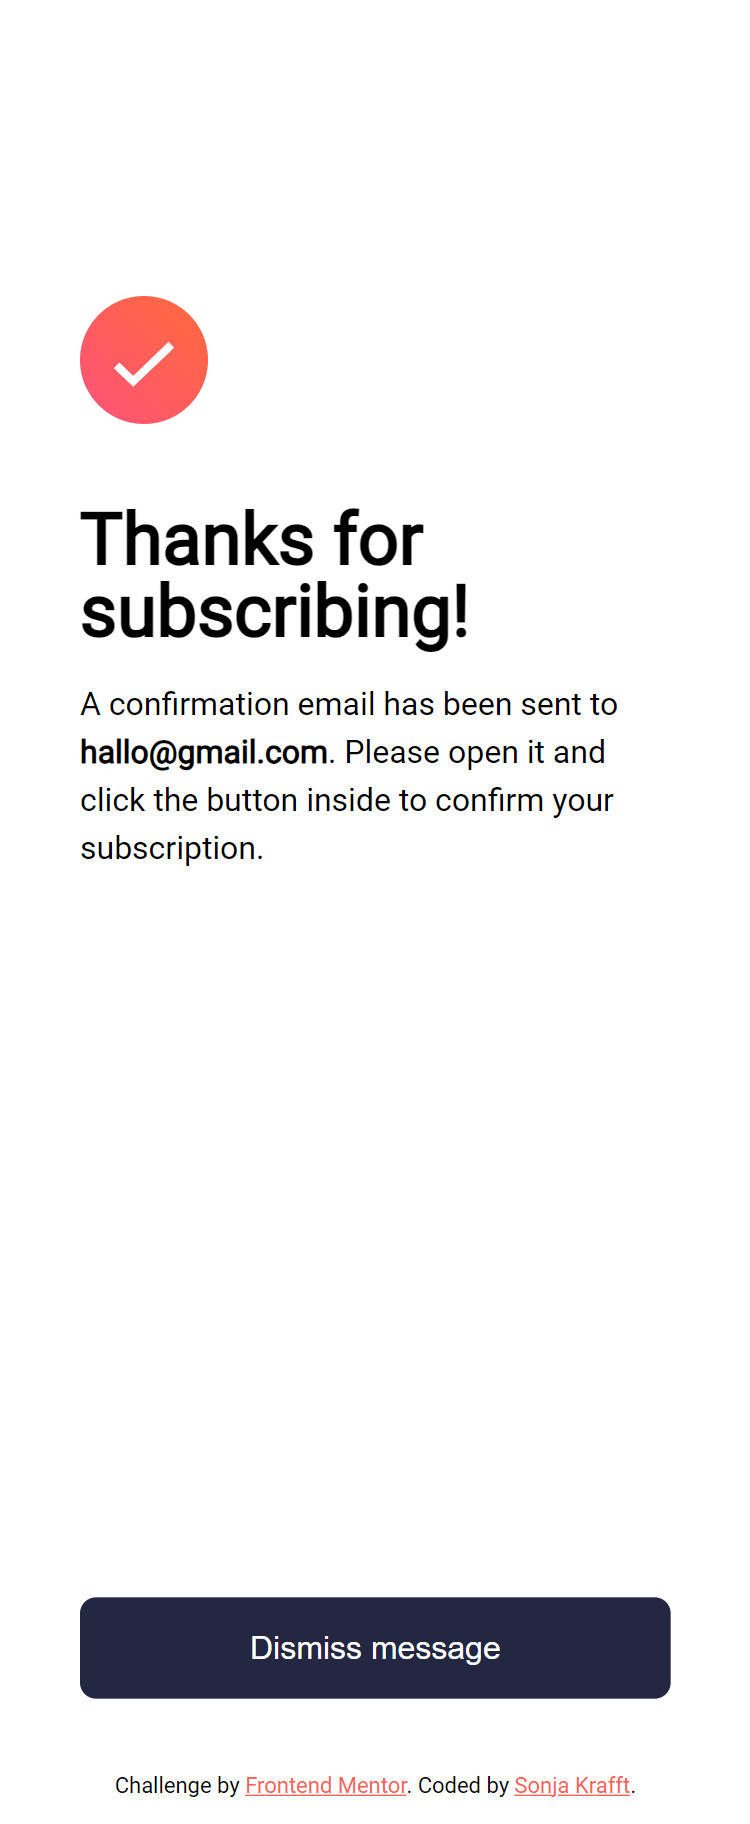 Thanks for
subscribing!
A confirmation email has been sent to
hallo@gmail.com. Please open it and
click the button inside to confirm your
subscription.
Dismiss message
Challenge by Frontend Mentor. Coded by Sonja Krafft.